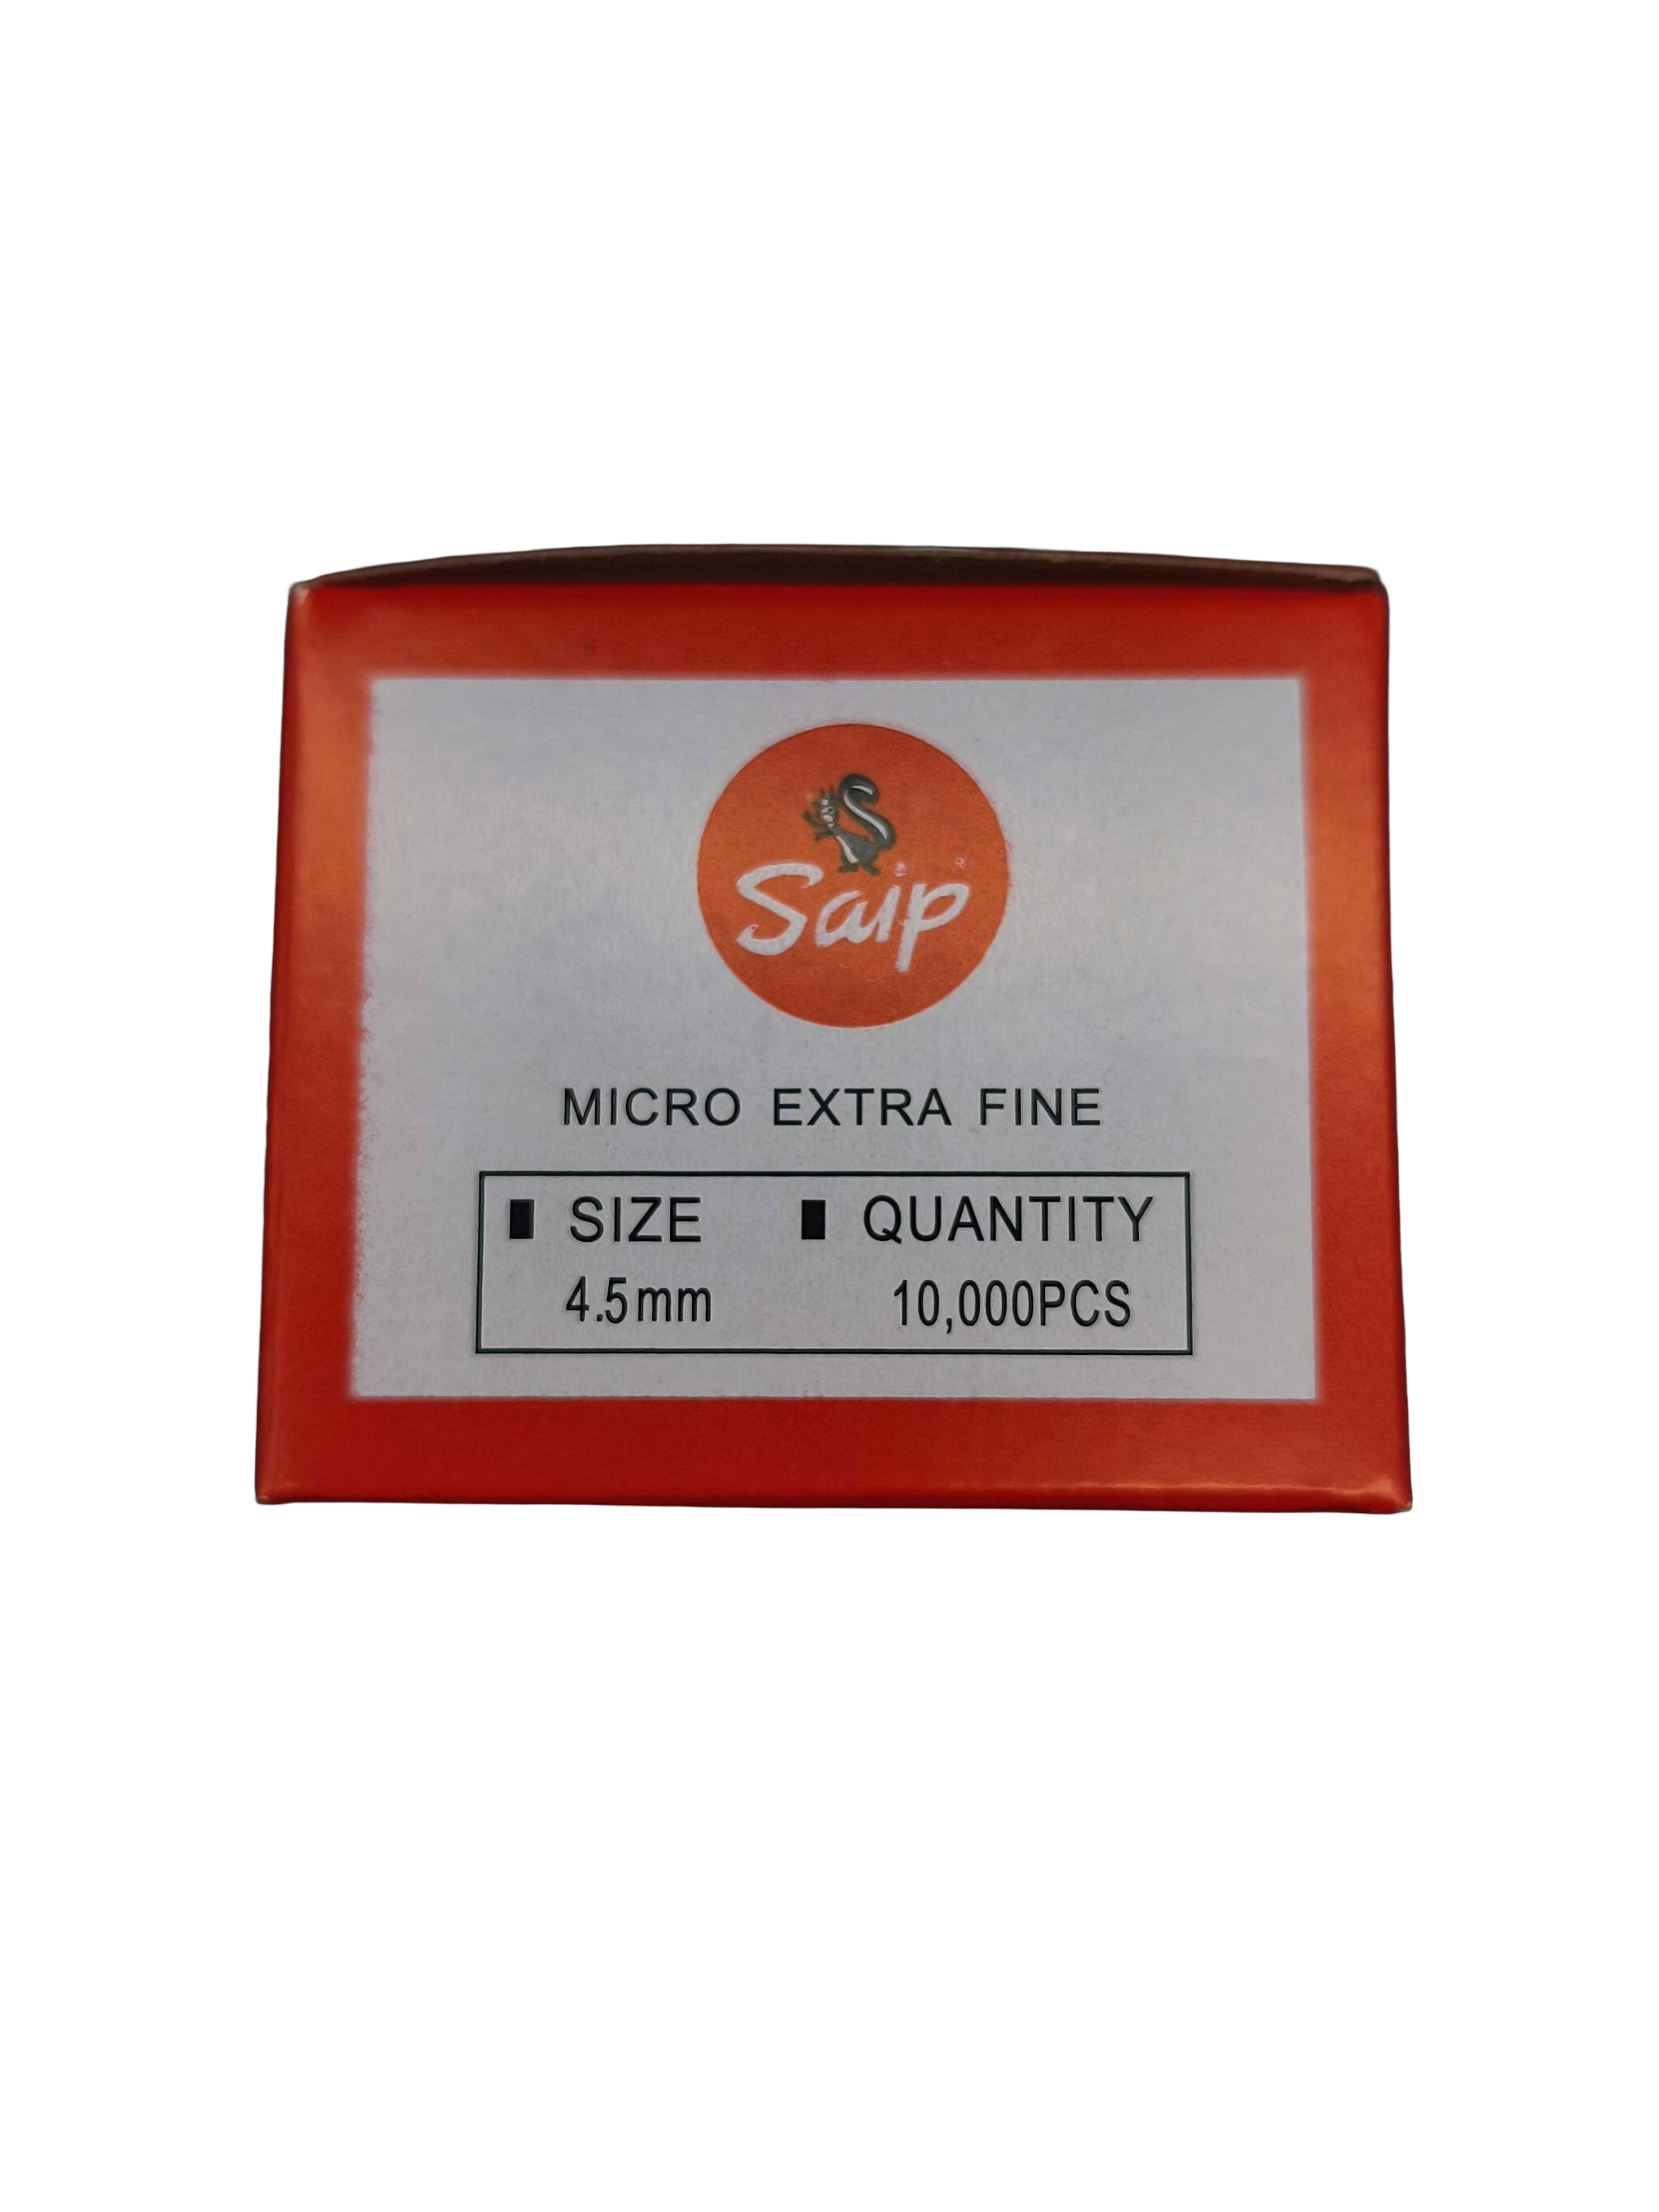 Saip®
MICRO EXTRA FINE
SIZE QUANTITY
4.5mm 10,000PCS